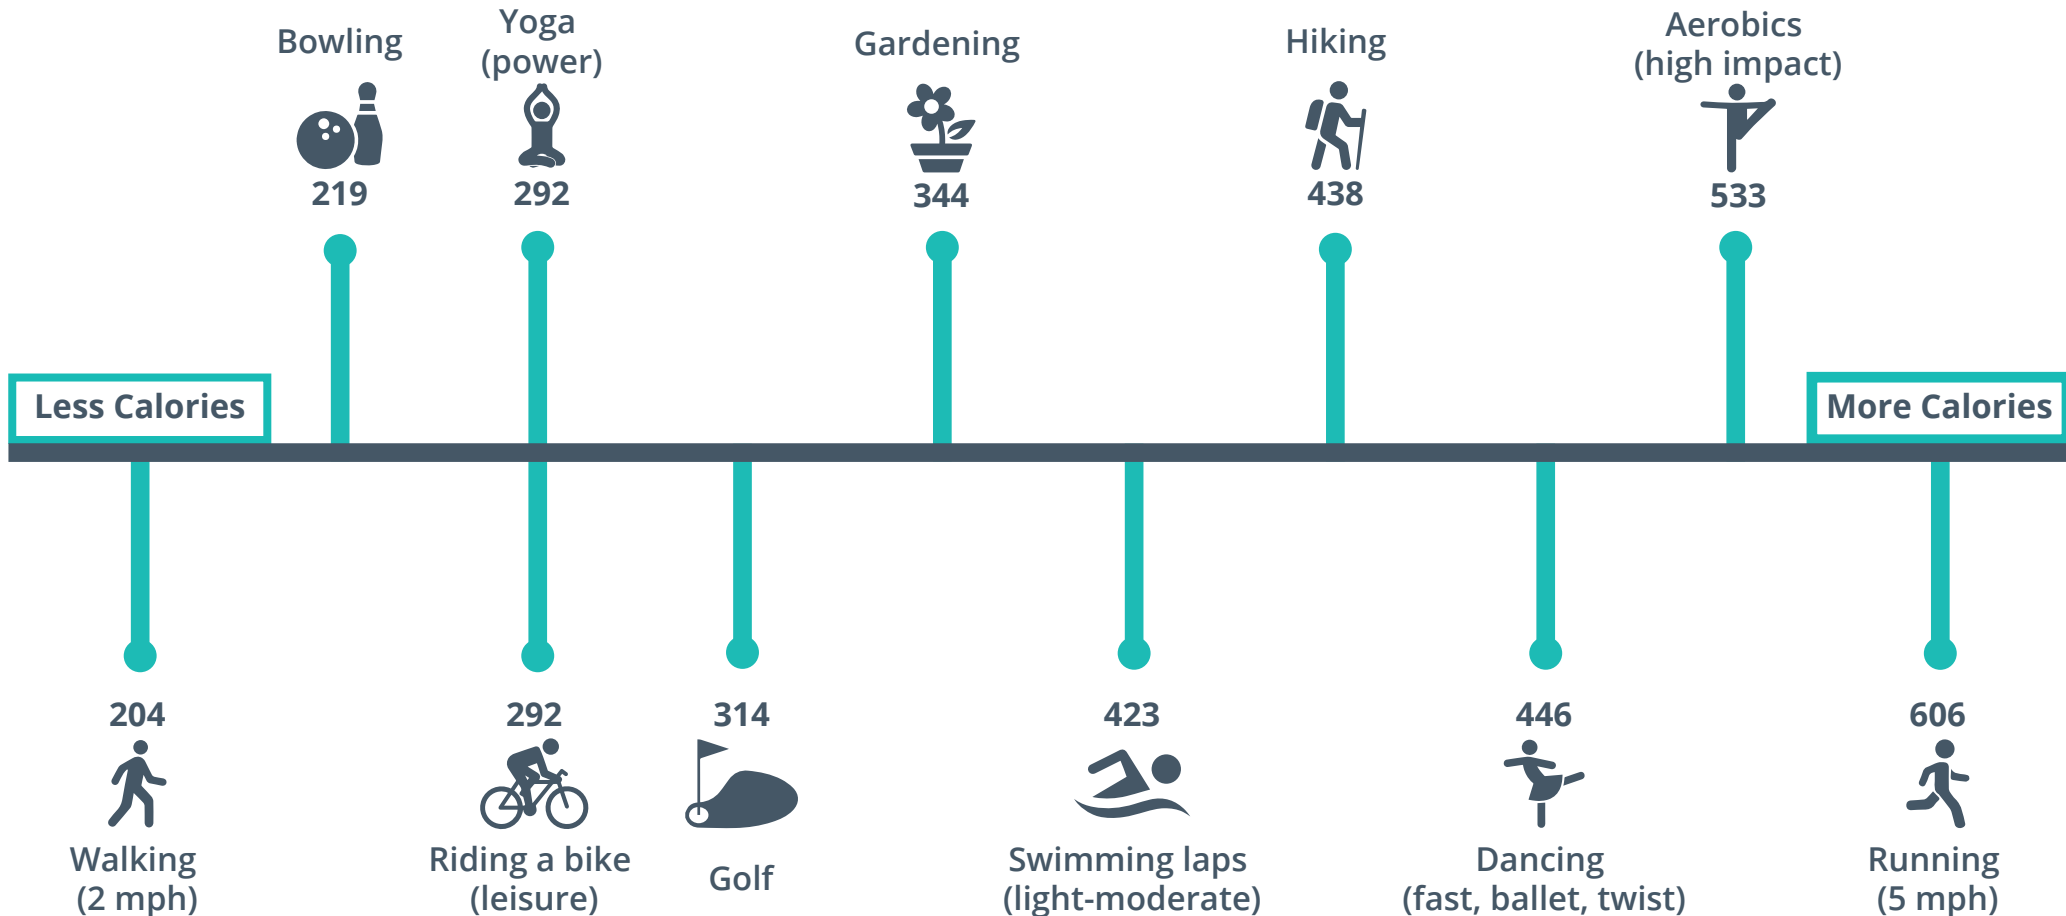 Bowling
219
Yoga
(power)
292
Gardening
344
Hiking
438
Aerobics
(high impact)
533
Less Calories
More Calories
204
Walking
(2 mph)
292
Riding a bike
(leisure)
314
Golf
423
Swimming laps
(light-moderate)
446
Dancing
(fast, ballet, twist)
606
Running
(5 mph)